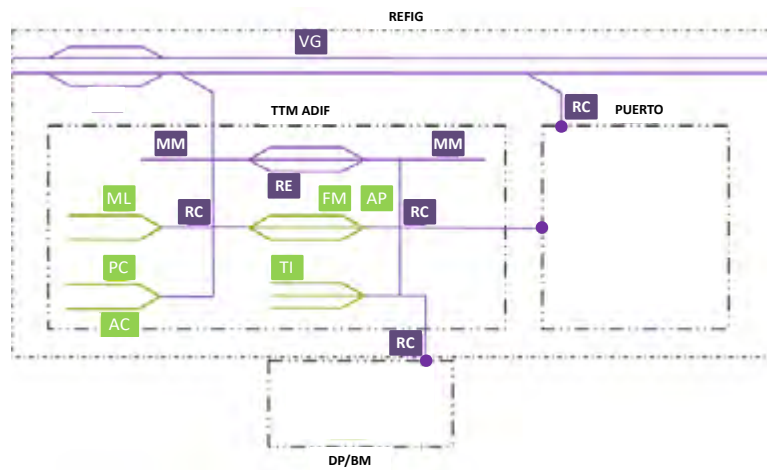 REFIG
VG
RC
TTM ADIF
PUERTO
MM
MM
RE
ML
FM
AP
RC
RC
PC
TI
AC
RC
DP/BM